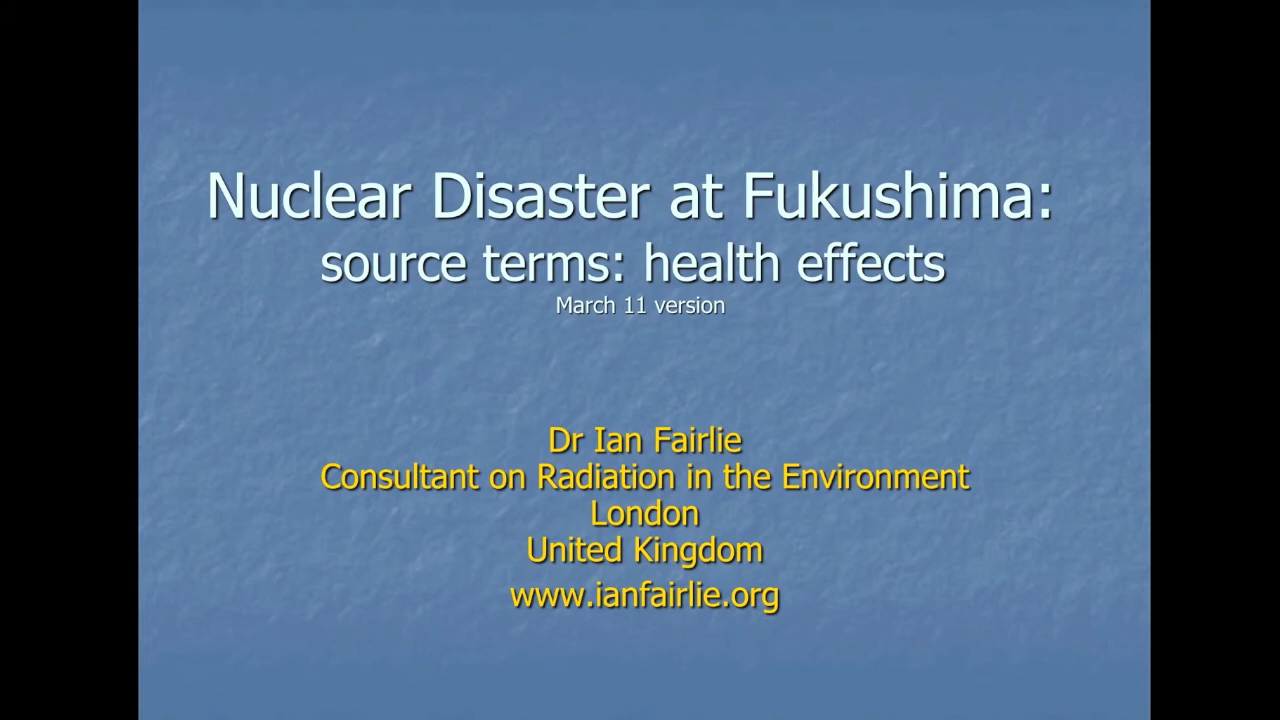 Nuclear Disaster at Fukushima:
source terms: health effects
March 11 version
Dr Ian Fairlie
Consultant on Radiation in the Environment
London
United Kingdom
www.ianfairlie.org